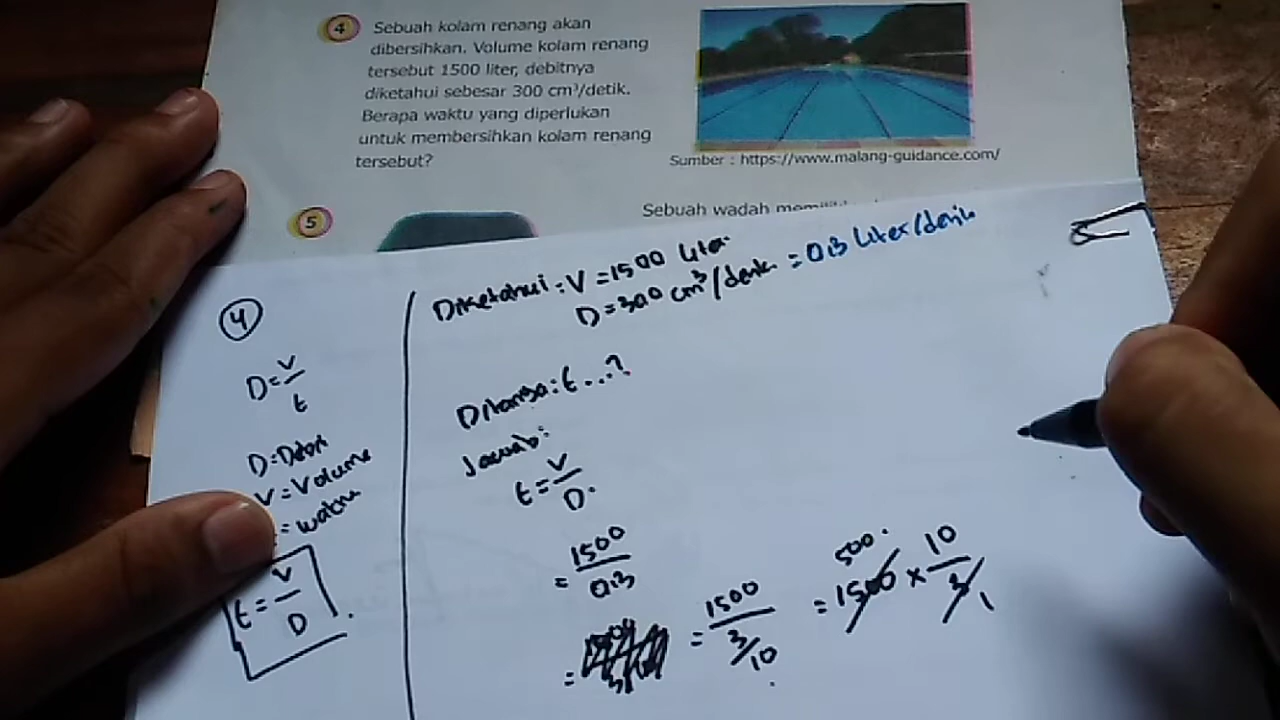 4 Sebuah kolam renang akan
dibersihkan. Volume kolam renang
tersebut 1500 liter, debitnya
diketahui sebesar 300 cm³/detik.
Berapa waktu yang diperlukan
untuk membersihkan kolam renang
tersebut?
Sumber : https://www.malang-guidance.com/
5
Sebuah wadah
4
D = V/t
D = Debit
V = Volume
= waktu
t = V/D
Diketahui : V = 1500 Liter
D = 300 cm³/detik = 0,3 Liter/detik
Ditanya : t...?
Jawab :
t = V/D
= 1500/0,3
= = 1500/3/10 = 1500 × 10/3
500
1